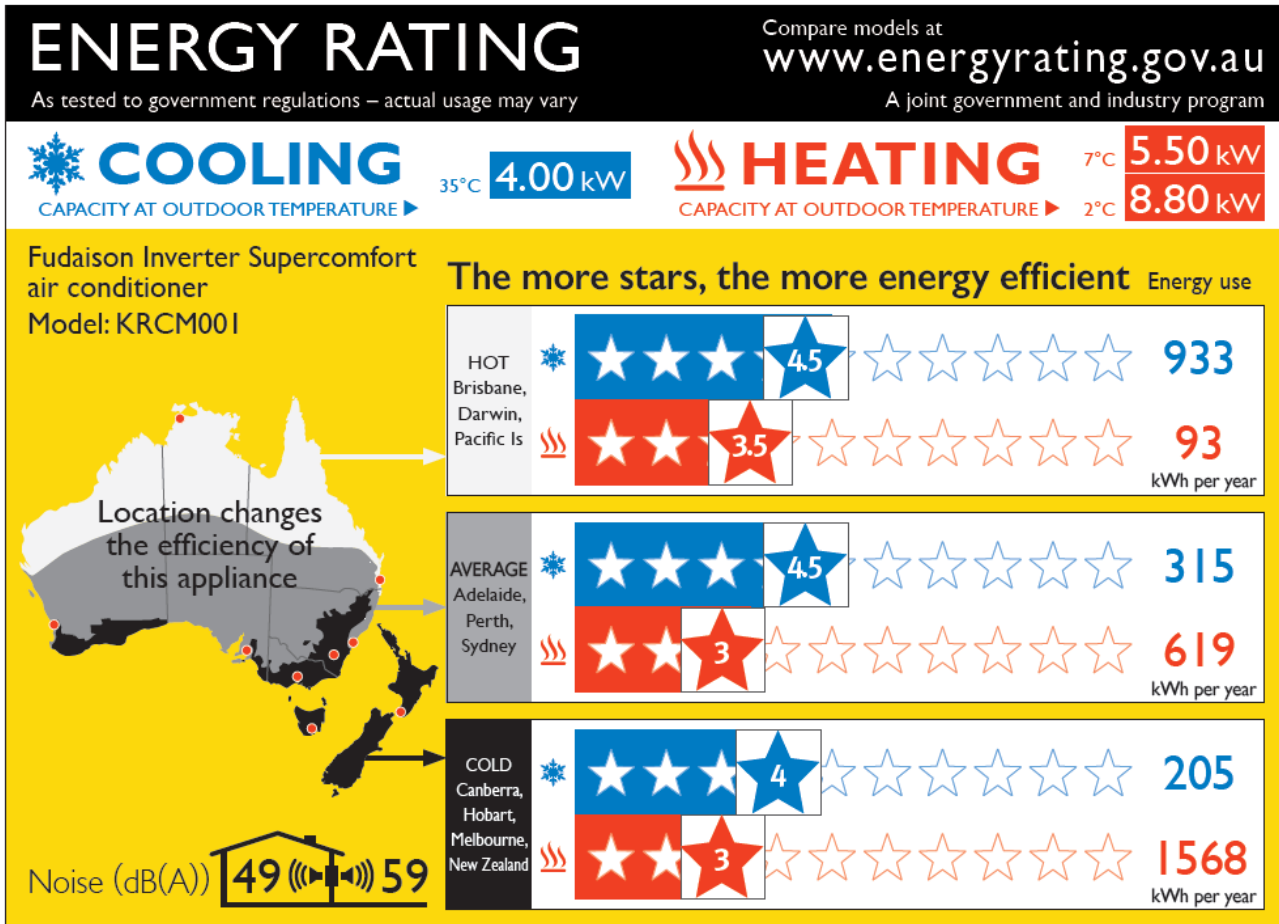 ENERGY RATING
As tested to government regulations – actual usage may vary
Compare models at
www.energyrating.gov.au
A joint government and industry program
COOLING
CAPACITY AT OUTDOOR TEMPERATURE
35°C 4.00 kW
HEATING
CAPACITY AT OUTDOOR TEMPERATURE
7°C 5.50 kW
2°C 8.80 kW
Fudaison Inverter Supercomfort
air conditioner
Model: KRCM001
Location changes
the efficiency of
this appliance
Noise (dB(A)) 49 59
The more stars, the more energy efficient Energy use
HOT
Brisbane,
Darwin,
Pacific Is
4.5 933
3.5 93
kWh per year
AVERAGE
Adelaide,
Perth,
Sydney
4.5 315
3 619
kWh per year
COLD
Canberra,
Hobart,
Melbourne,
New Zealand
4 205
3 1568
kWh per year